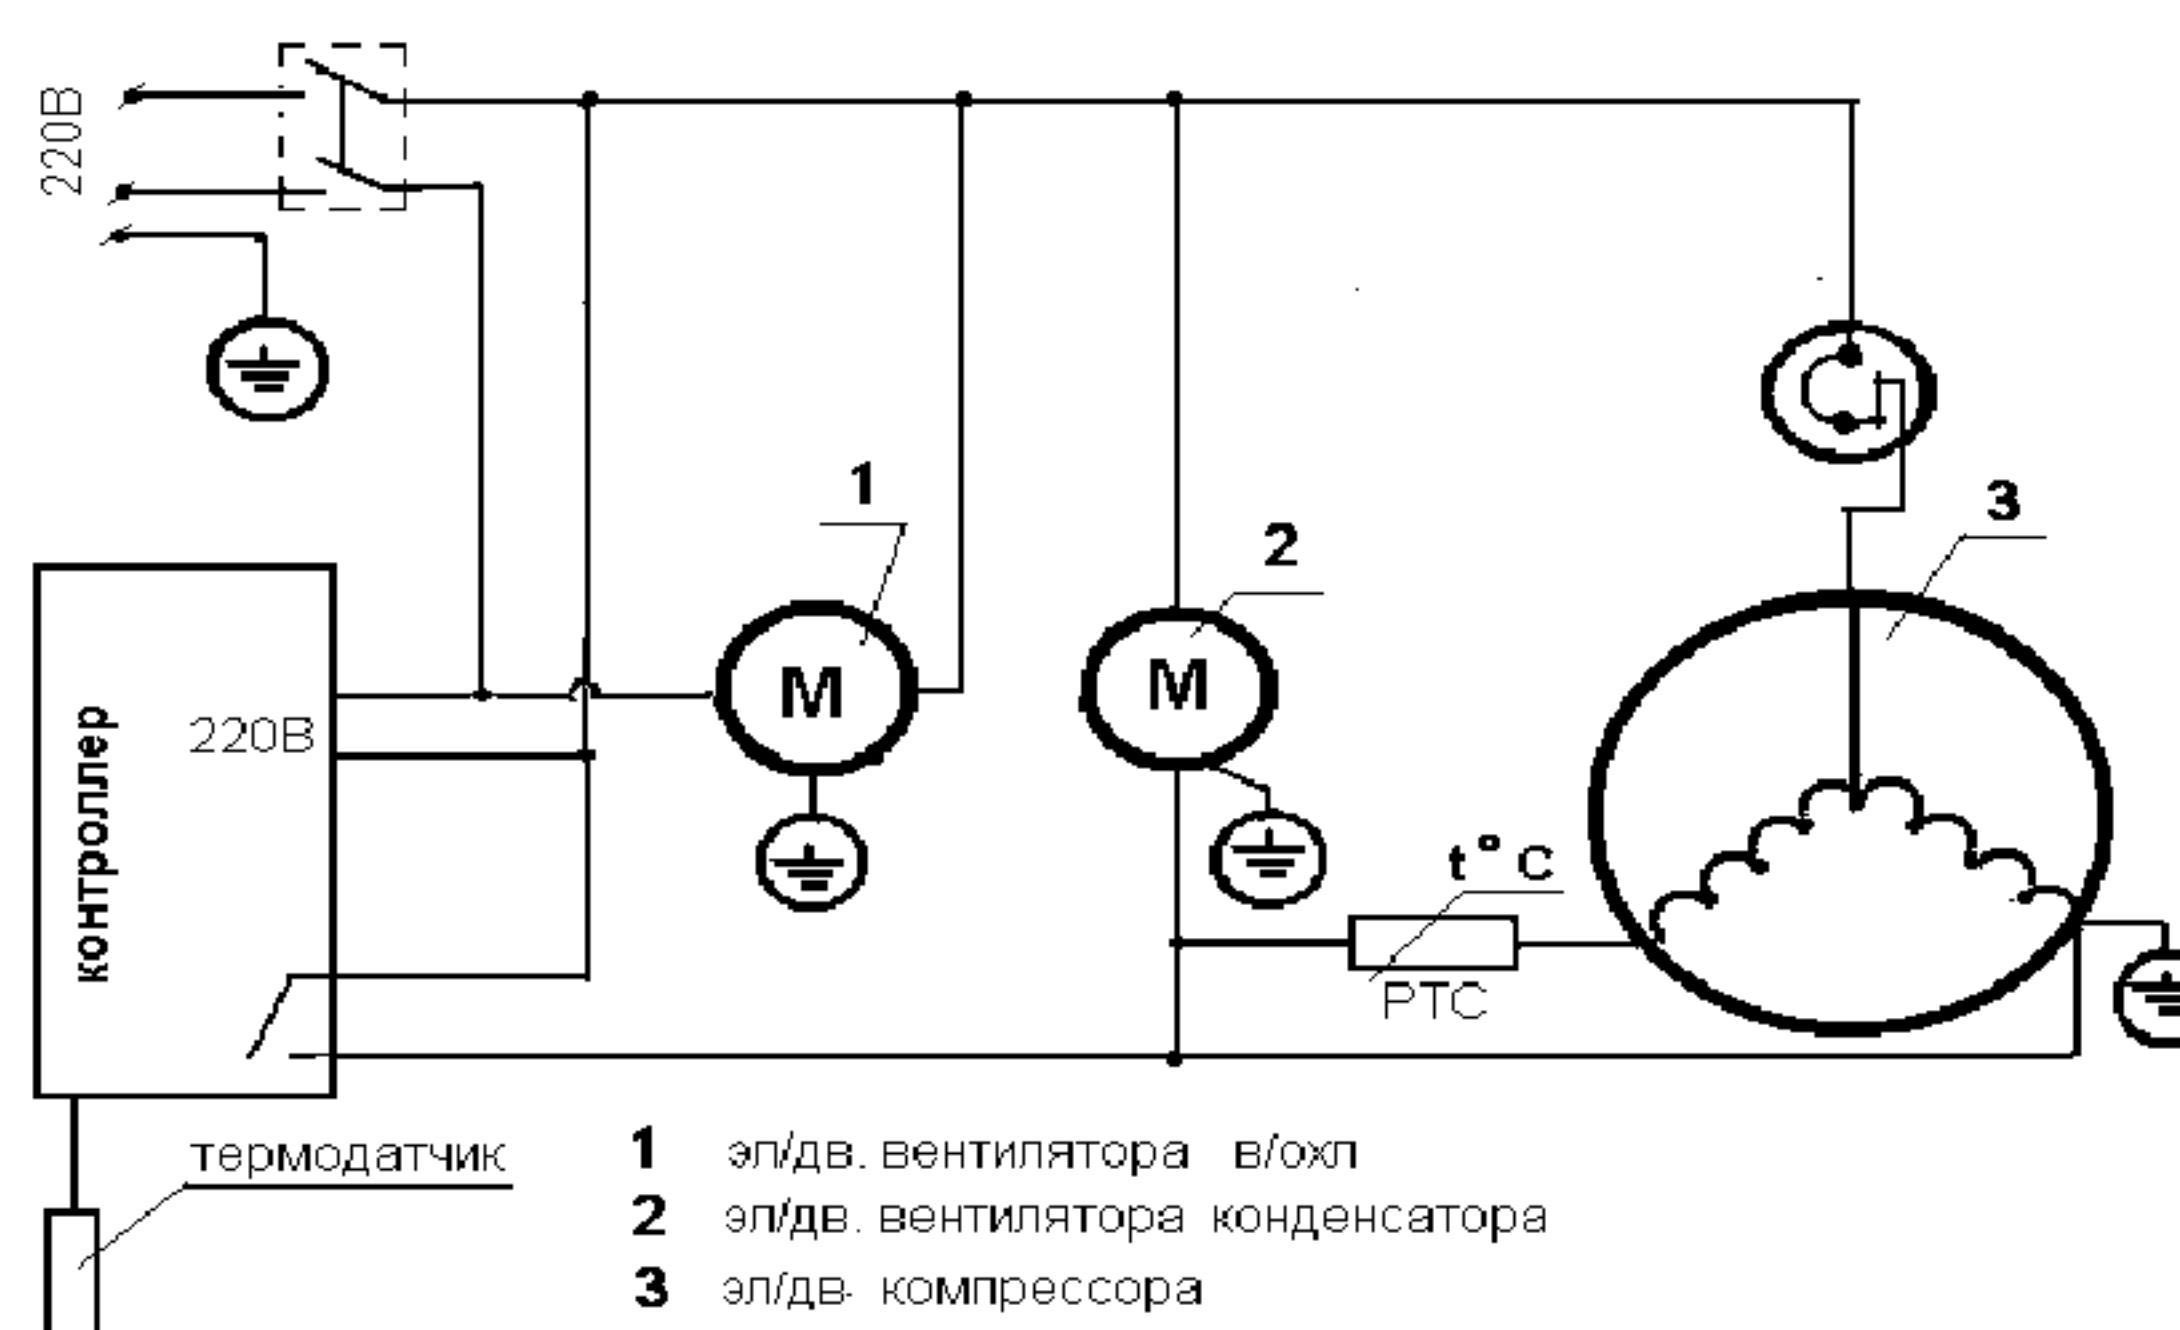 220В
1
2
3
контроллер
220В
М
М
t°C
PTC
термодатчик
1 эл/дв. вентилятора в/охл
2 эл/дв. вентилятора конденсатора
3 эл/дв. компрессора